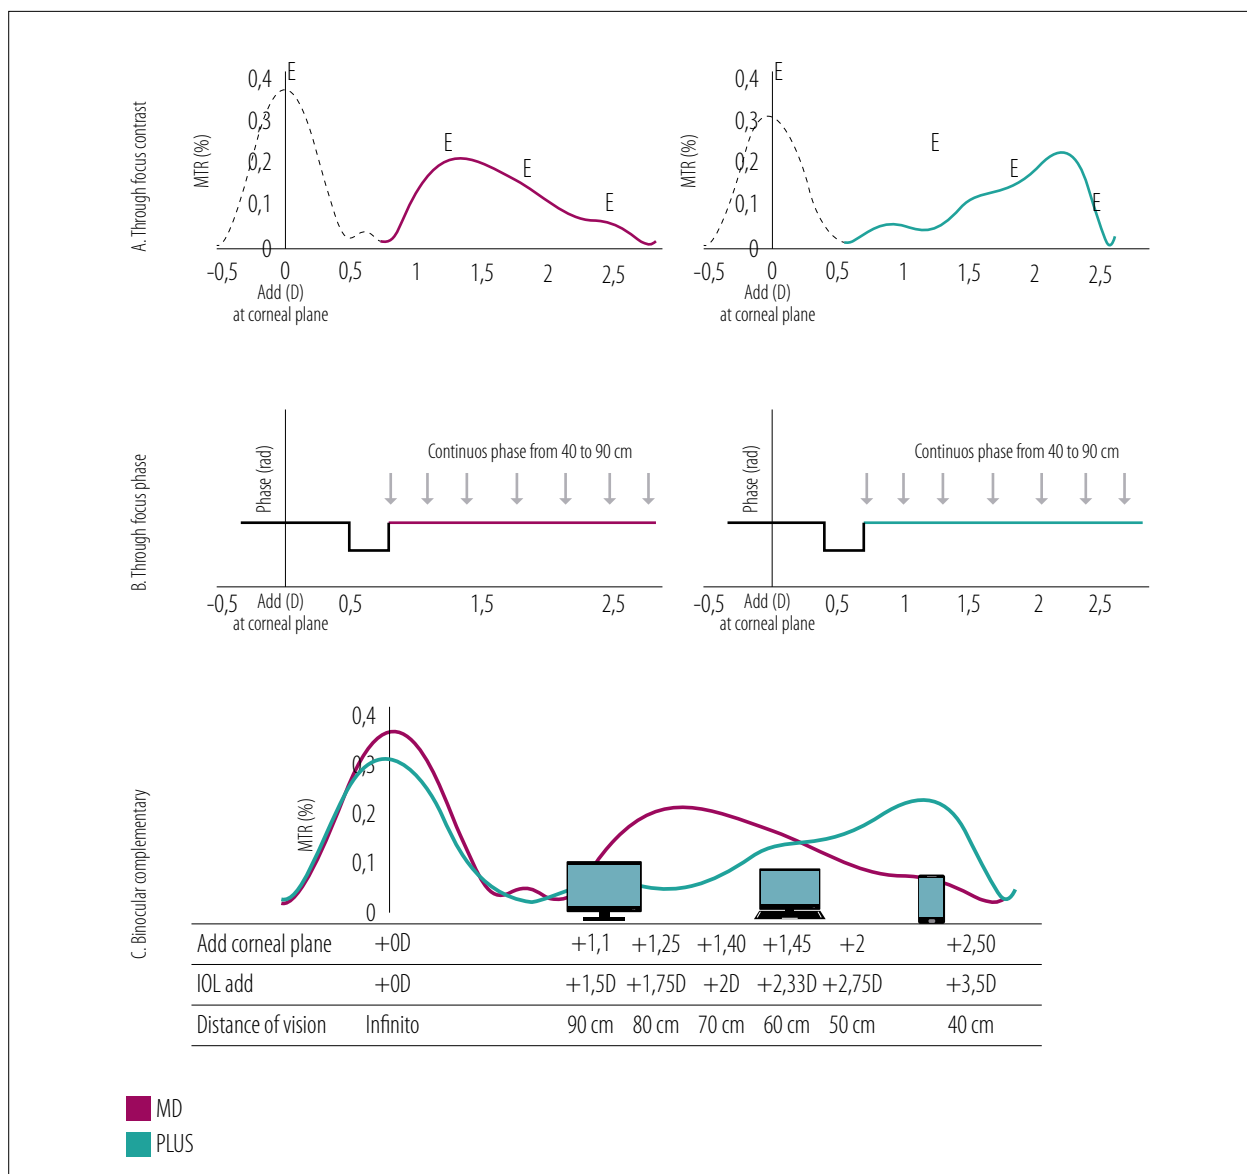 A. Through focus contrast
MTR (%)
0,4
0,3
0,2
0,1
0
E
E
E
E
-0,5 0 0,5 1 1,5 2 2,5
Add (D)
at corneal plane
MTR (%)
0,4
0,3
0,2
0,1
0
E
E
E
E
-0,5 0 0,5 1 1,5 2 2,5
Add (D)
at corneal plane
B. Through focus phase
Phase (rad)
Continuos phase from 40 to 90 cm
-0,5 Add (D) 0,5 1,5 2,5
at corneal plane
Phase (rad)
Continuos phase from 40 to 90 cm
-0,5 Add (D) 0,5 1 1,5 2 2,5
at corneal plane
C. Binocular complementary
MTR (%)
0,4
0,3
0,2
0,1
0
Add corneal plane +0D +1,1 +1,25 +1,40 +1,45 +2 +2,50
IOL add +0D +1,5D +1,75D +2D +2,33D +2,75D +3,5D
Distance of vision Infinito 90 cm 80 cm 70 cm 60 cm 50 cm 40 cm
MD
PLUS